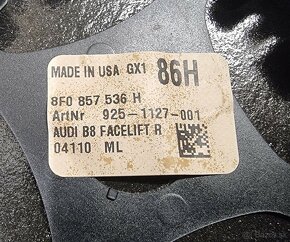 MADE IN USA GX1 86H
8F0 857 536 H
ArtNr 925-1127-001
AUDI B8 FACELIFT R
04110 ML